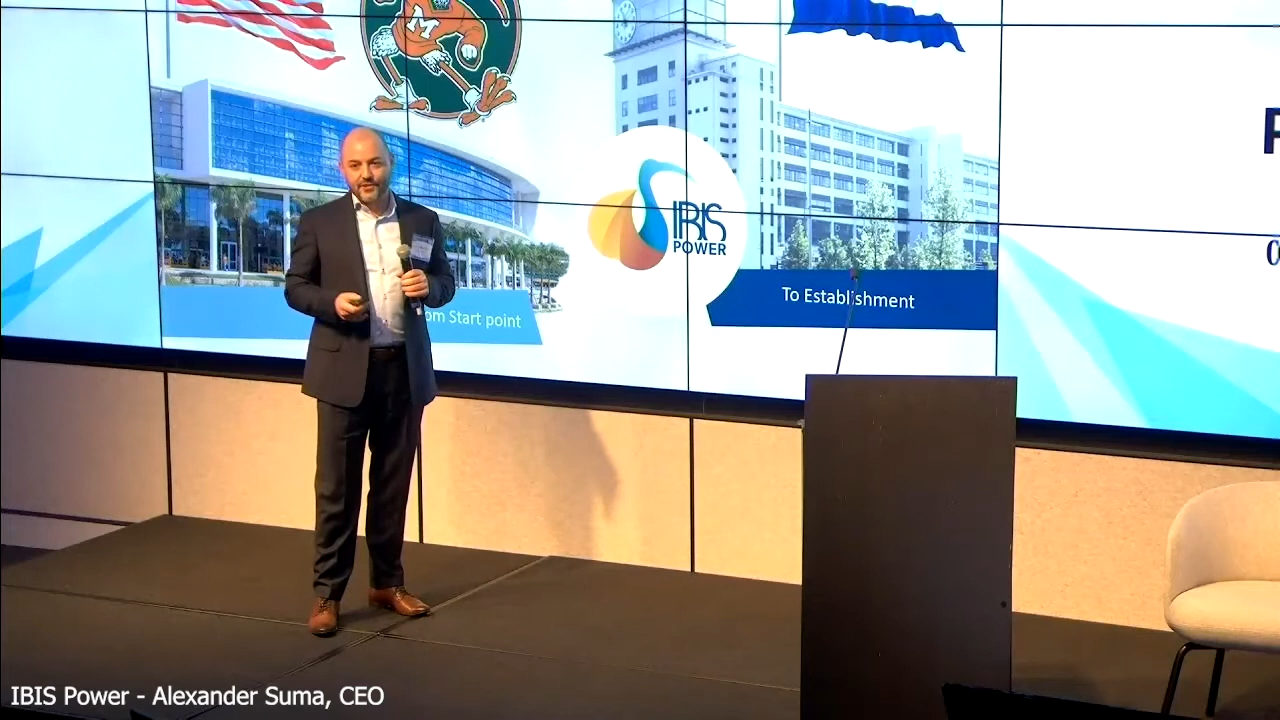 M
IBIS
POWER
To Establishment
om Start point
IBIS Power - Alexander Suma, CEO